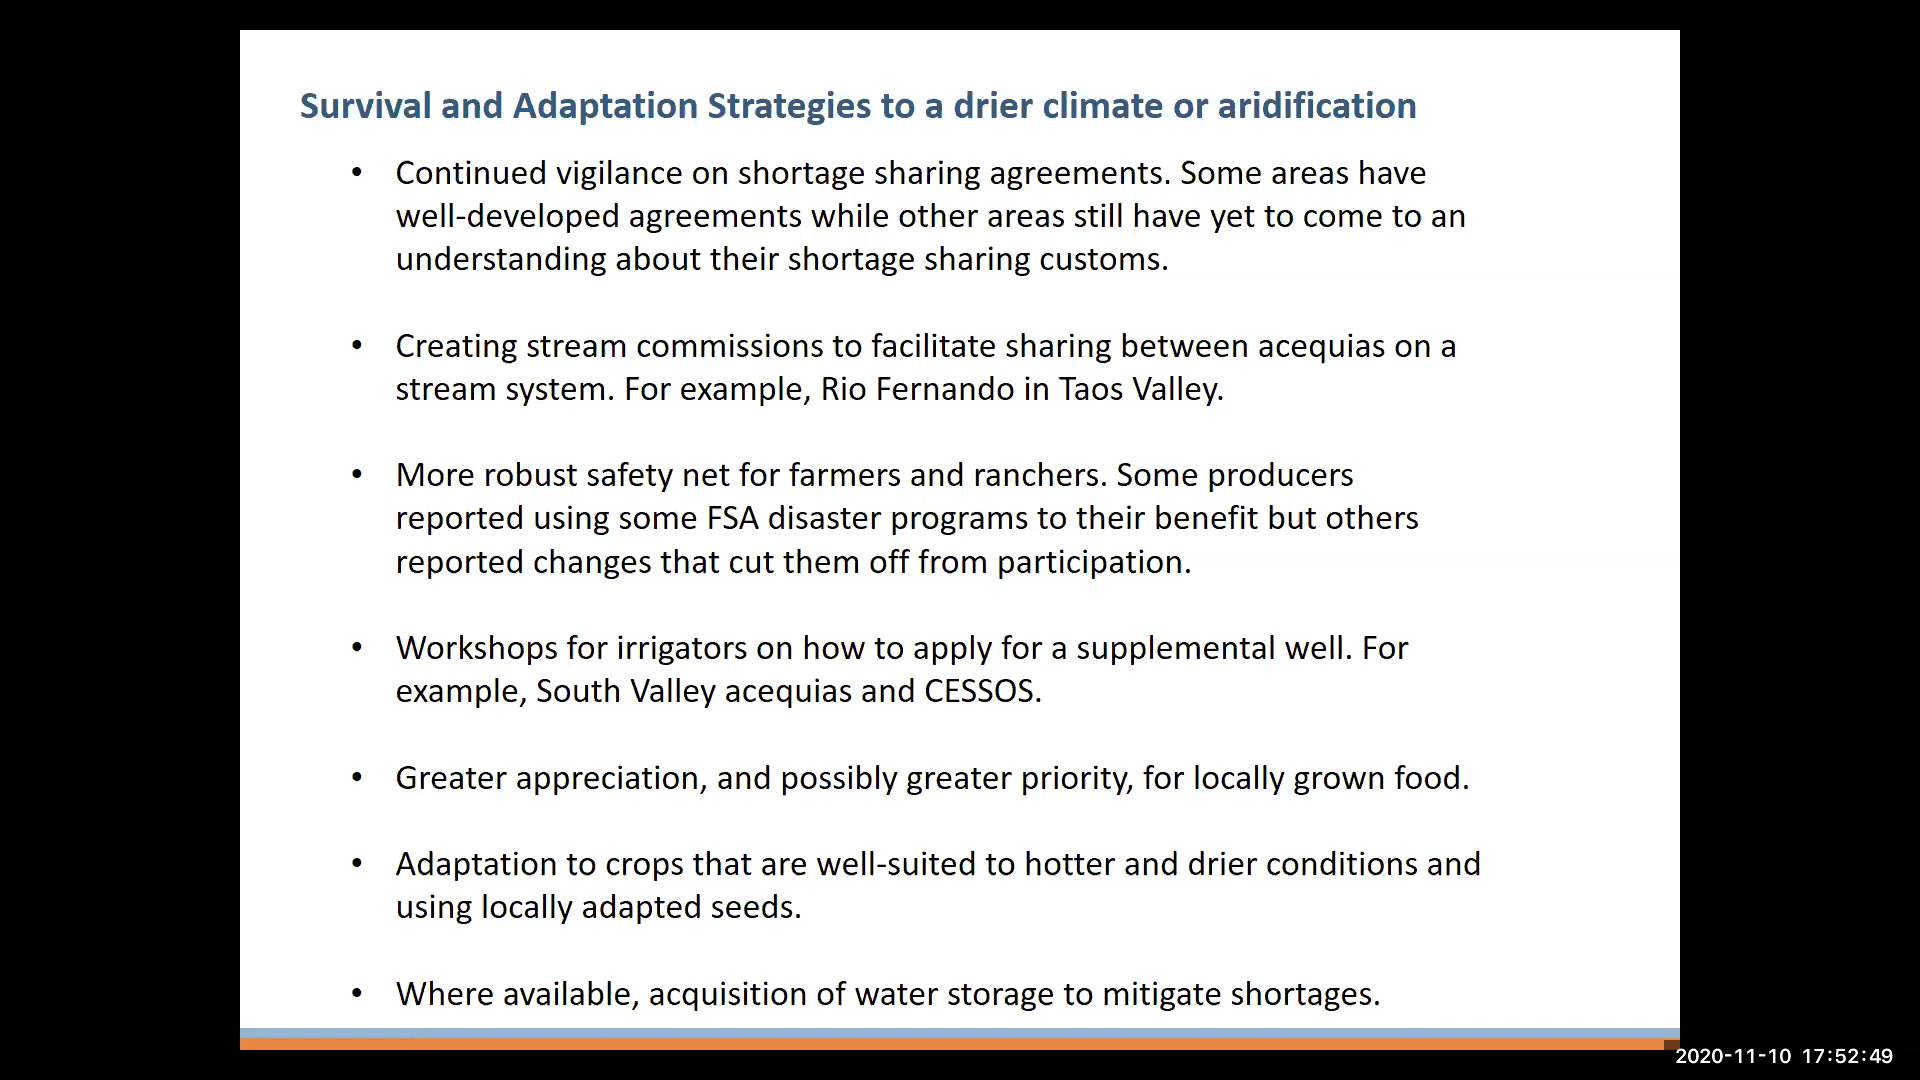 Survival and Adaptation Strategies to a drier climate or aridification
• Continued vigilance on shortage sharing agreements. Some areas have
well-developed agreements while other areas still have yet to come to an
understanding about their shortage sharing customs.
• Creating stream commissions to facilitate sharing between acequias on a
stream system. For example, Rio Fernando in Taos Valley.
• More robust safety net for farmers and ranchers. Some producers
reported using some FSA disaster programs to their benefit but others
reported changes that cut them off from participation.
• Workshops for irrigators on how to apply for a supplemental well. For
example, South Valley acequias and CESSOS.
• Greater appreciation, and possibly greater priority, for locally grown food.
• Adaptation to crops that are well-suited to hotter and drier conditions and
using locally adapted seeds.
• Where available, acquisition of water storage to mitigate shortages.
2020-11-10 17:52:49